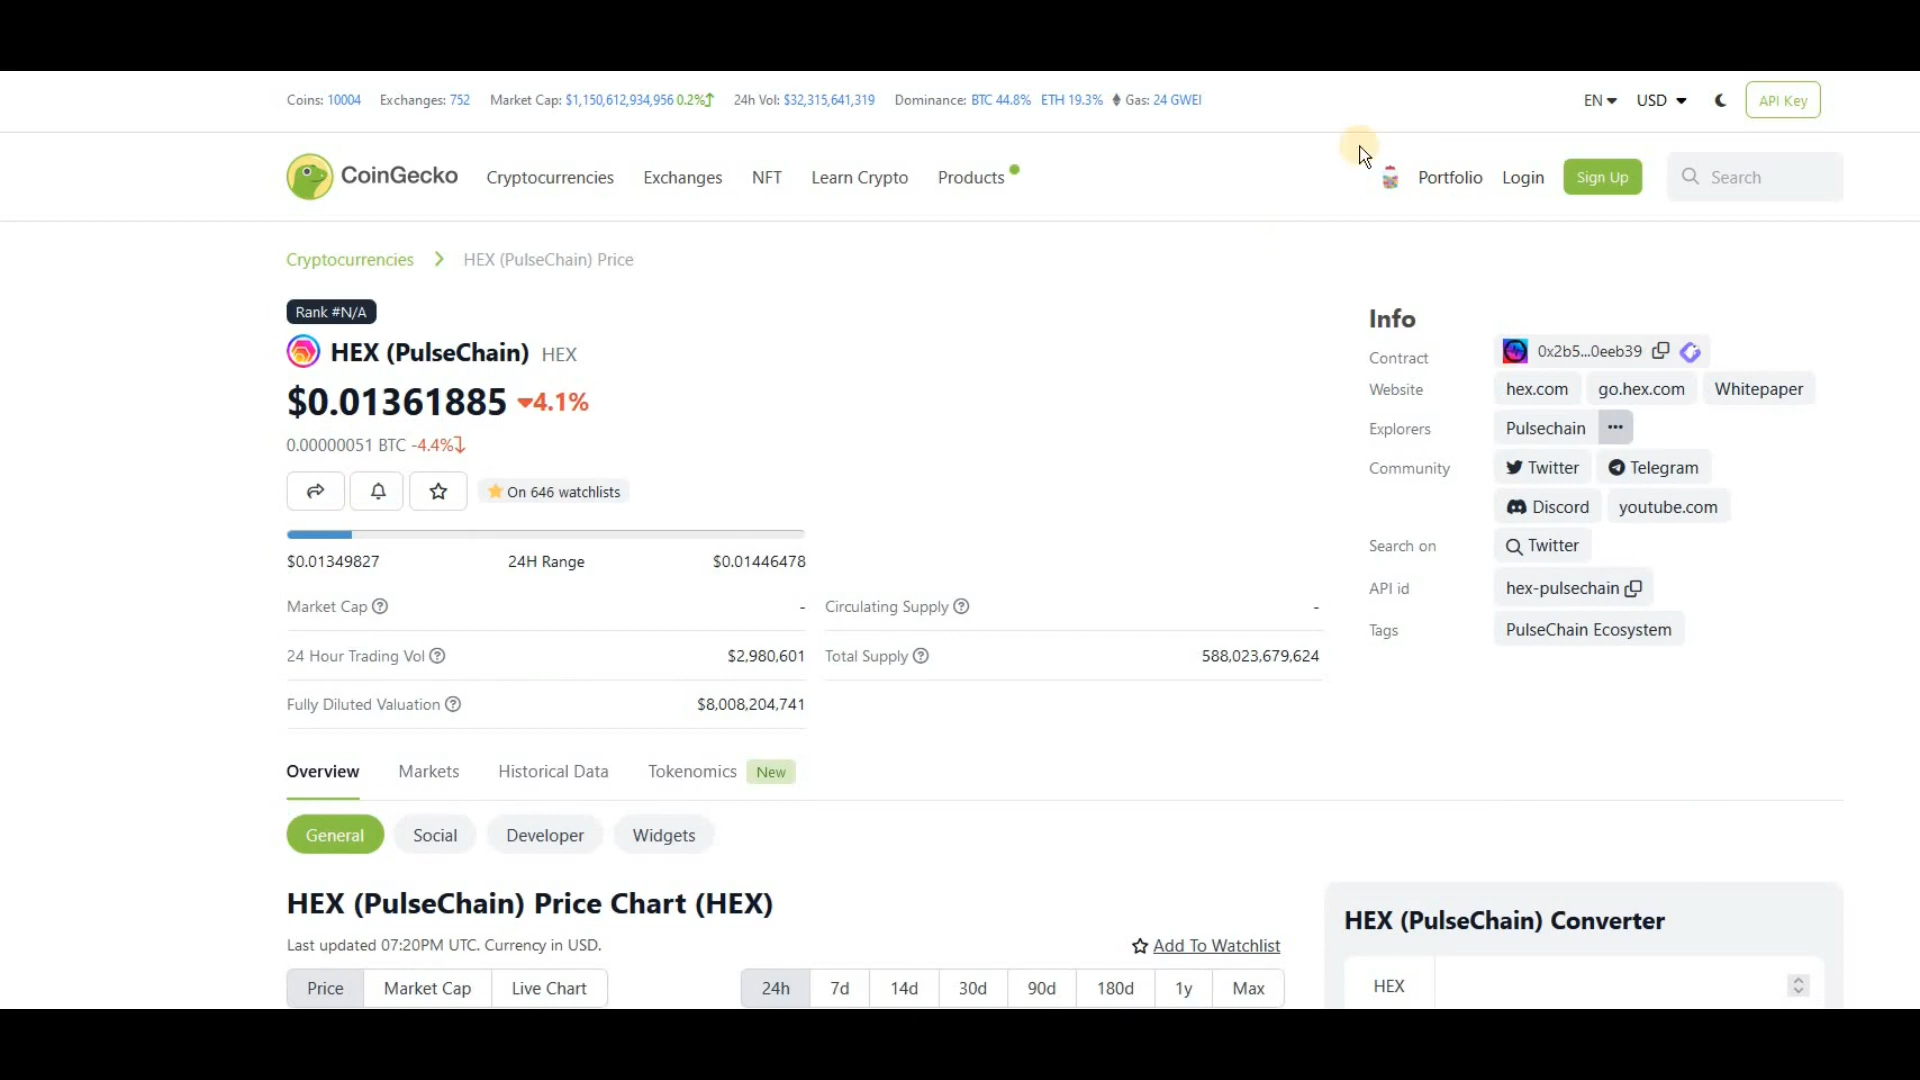 Coins: 10004 Exchanges: 752 Market Cap: $1,150,612,934,956 0.2% 24h Vol: $32,315,641,319 Dominance: BTC 44.8% ETH 19.3% Gas: 24 GWEI EN USD API Key
CoinGecko Cryptocurrencies Exchanges NFT Learn Crypto Products Portfolio Login Sign Up Search
Cryptocurrencies HEX (PulseChain) Price
Rank #N/A
HEX (PulseChain) HEX
$0.01361885 4.1%
0.00000051 BTC -4.4%
On 646 watchlists
$0.01349827 24H Range $0.01446478
Market Cap -
Circulating Supply -
24 Hour Trading Vol $2,980,601
Total Supply 588,023,679,624
Fully Diluted Valuation $8,008,204,741
Info
Contract 0x2b5...0eeb39
Website hex.com go.hex.com Whitepaper
Explorers Pulsechain •••
Community Twitter Telegram
Discord youtube.com
Search on Twitter
API id hex-pulsechain
Tags PulseChain Ecosystem
Overview Markets Historical Data Tokenomics New
General Social Developer Widgets
HEX (PulseChain) Price Chart (HEX)
Last updated 07:20PM UTC. Currency in USD.
Add To Watchlist
Price Market Cap Live Chart 24h 7d 14d 30d 90d 180d 1y Max
HEX (PulseChain) Converter
HEX